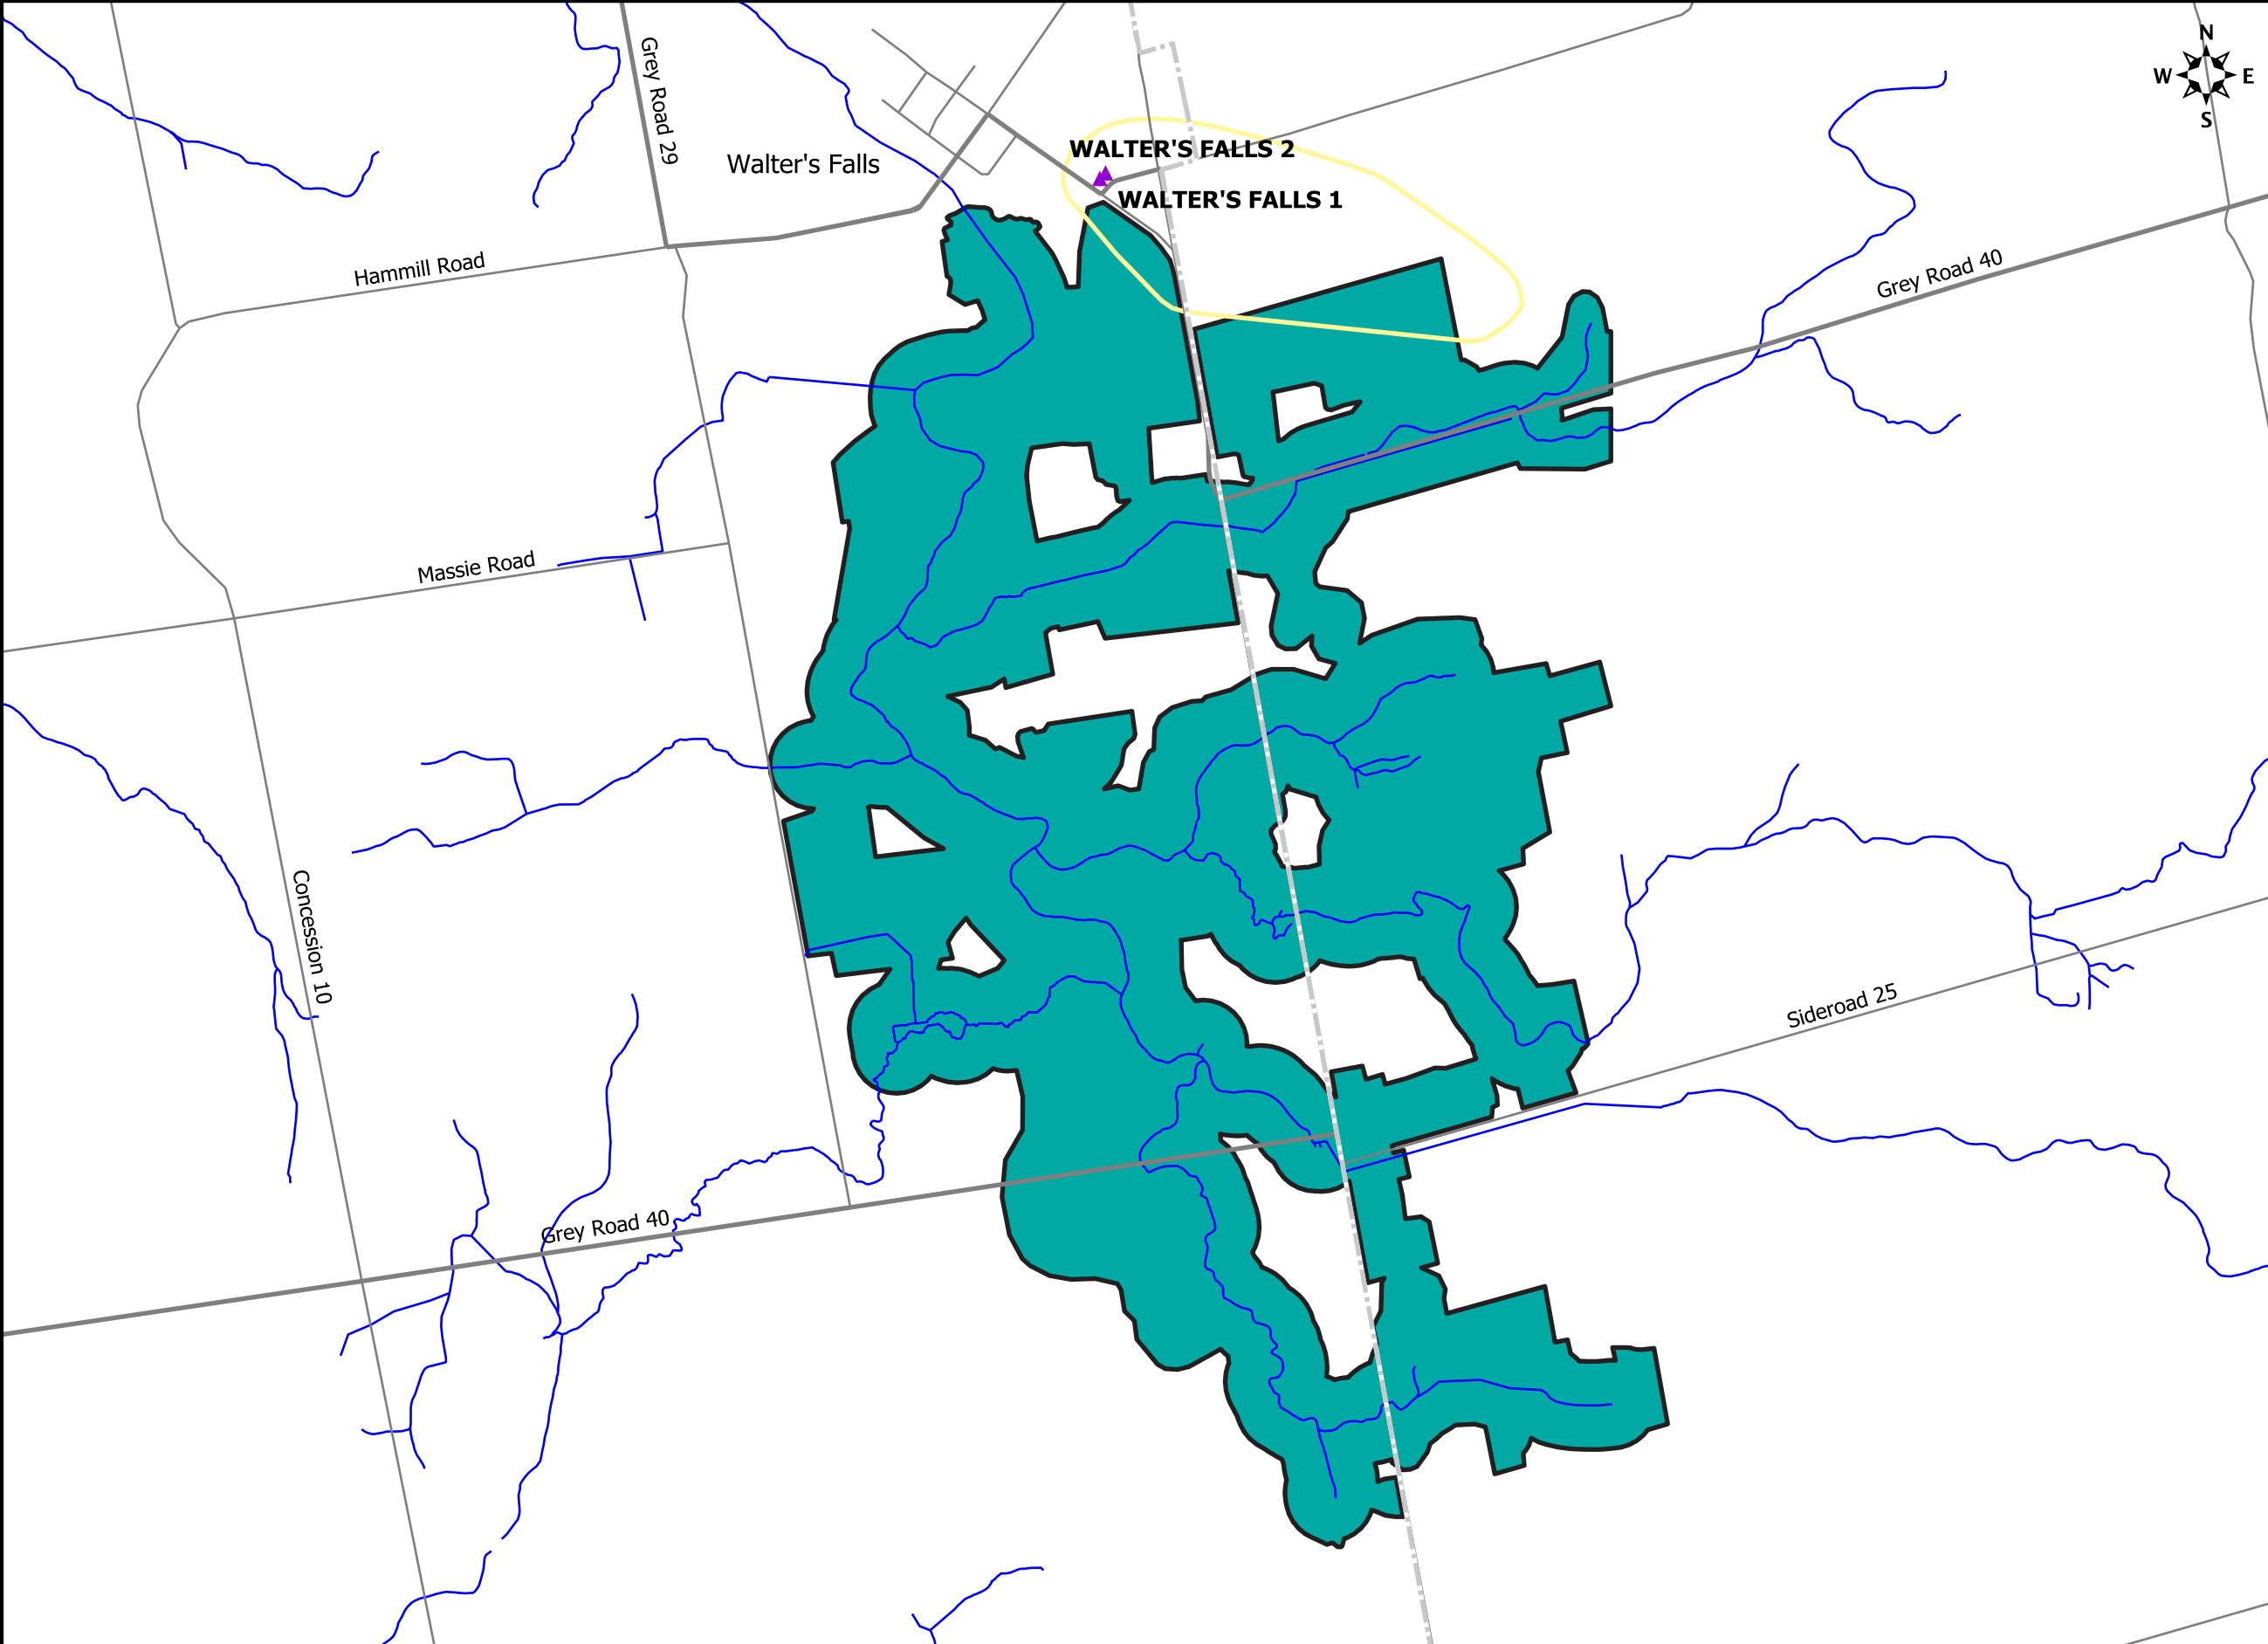 N
W E
S
Grey Road 29
WALTER'S FALLS 2
Walter's Falls
WALTER'S FALLS 1
Hammill Road
Grey Road 40
Massie Road
Concession 10
Sideroad 25
Grey Road 40